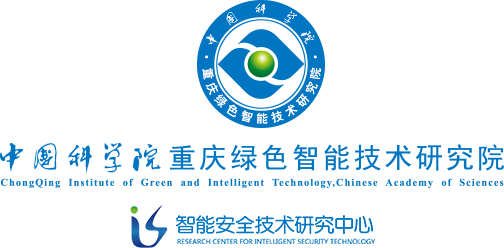 中国科学院
·重庆绿色智能技术研究院·
中国科学院重庆绿色智能技术研究院
ChongQing Institute of Green and Intelligent Technology,Chinese Academy of Sciences
is 智能安全技术研究中心
RESEARCH CENTER FOR INTELLIGENT SECURITY TECHNOLOGY